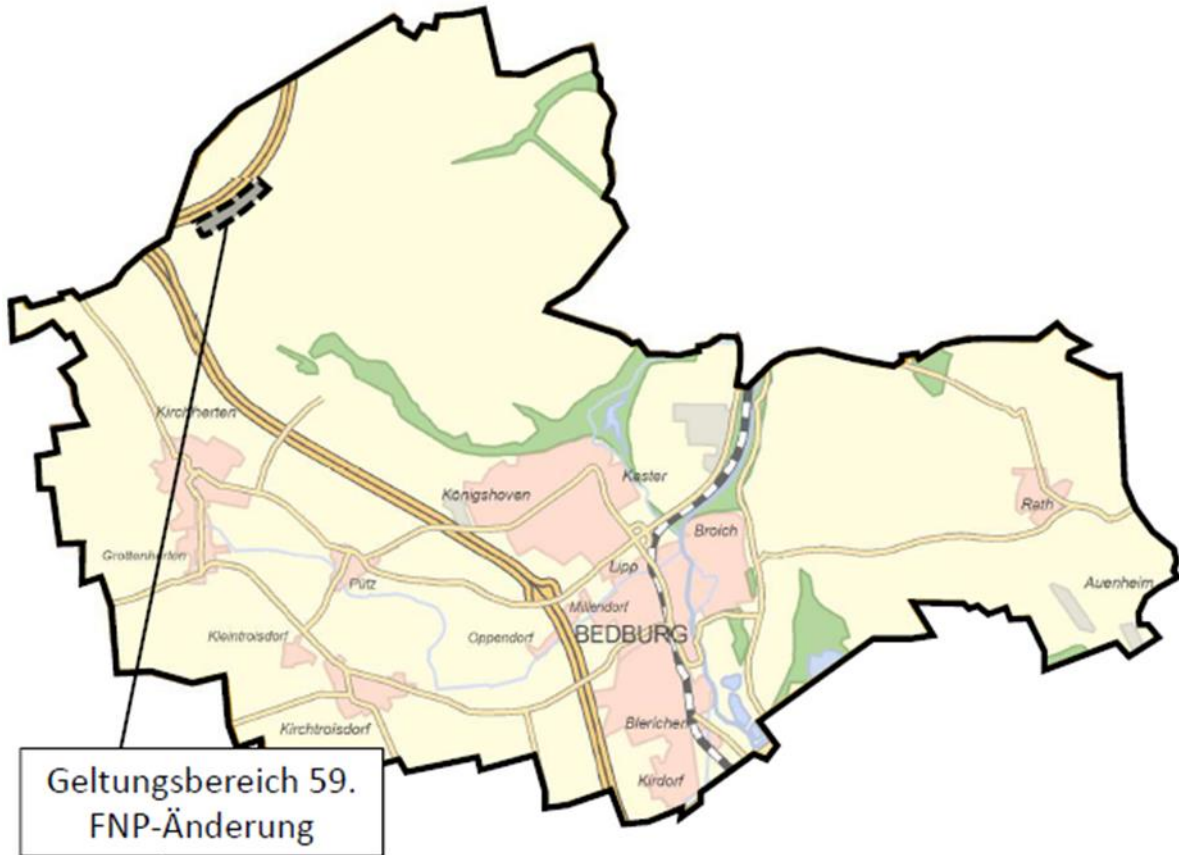 Kirchherten
Königshoven
Kaster
Broich
Rath
Grottenherten
Pütz
Lipp
Auenheim
Millendorf
Kleintroisdorf
Oppendorf
BEDBURG
Kirchtroisdorf
Blerichen
Kirdorf
Geltungsbereich 59.
FNP-Änderung